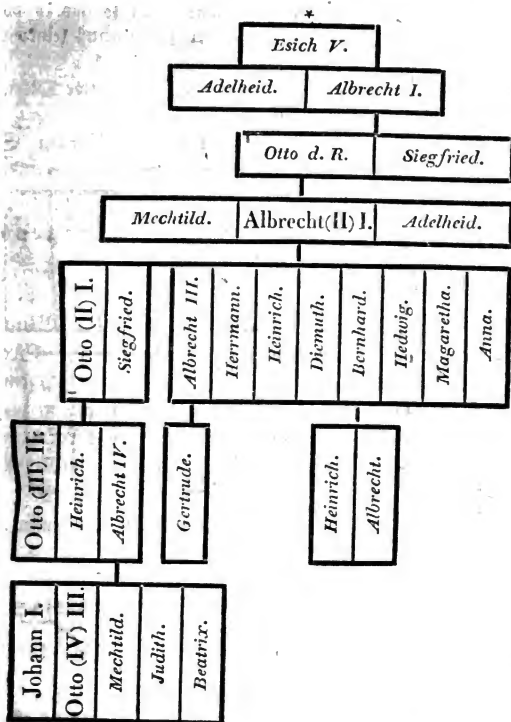 *
Esich V.
Adelheid. Albrecht I.
Otto d. R. Siegfried.
Mechtild. Albrecht(II) I. Adelheid.
Otto (II) I.
Siegfried.
Albrecht III.
Herrmann.
Heinrich.
Diemuth.
Bernhard.
Hedwig.
Magaretha.
Anna.
Otto (III) II.
Heinrich.
Albrecht IV.
Gertrude.
Heinrich.
Albrecht.
Johann I.
Otto (IV) III.
Mechtild.
Judith.
Beatrix.